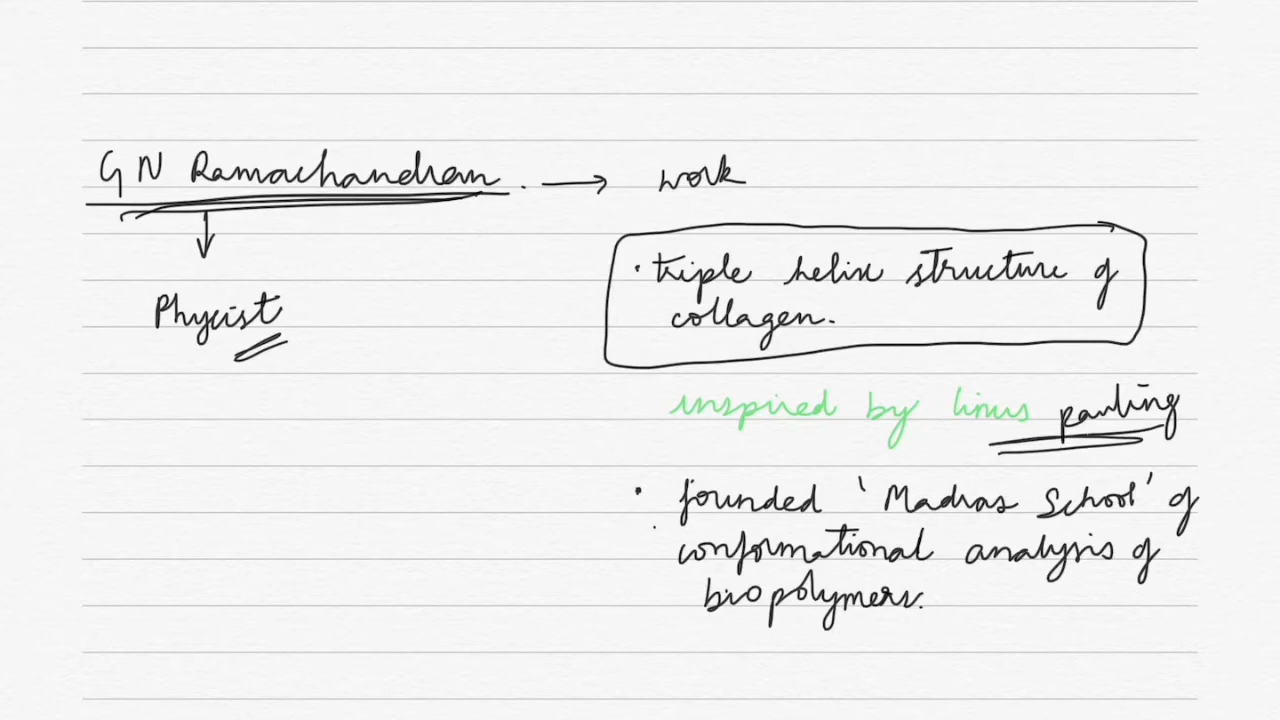 G N Ramachandran. → work
Phycist
• triple helix structure of
collagen.
inspired by linus pauling
• founded 'Madras School' of
conformational analysis of
biopolymers.